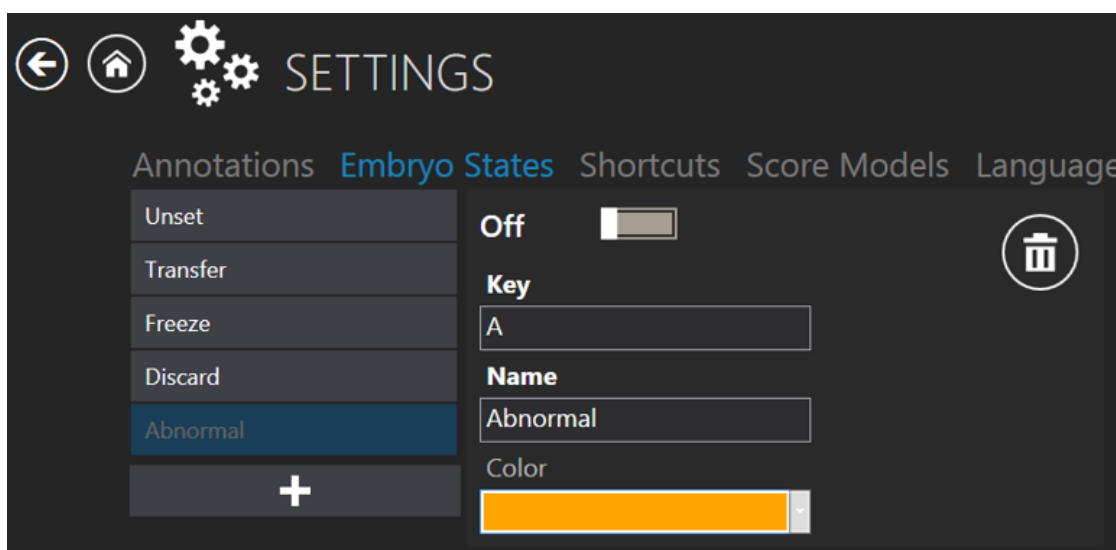 SETTINGS
Annotations Embryo States Shortcuts Score Models Language
Unset
Transfer
Freeze
Discard
Abnormal
Off
Key
A
Name
Abnormal
Color